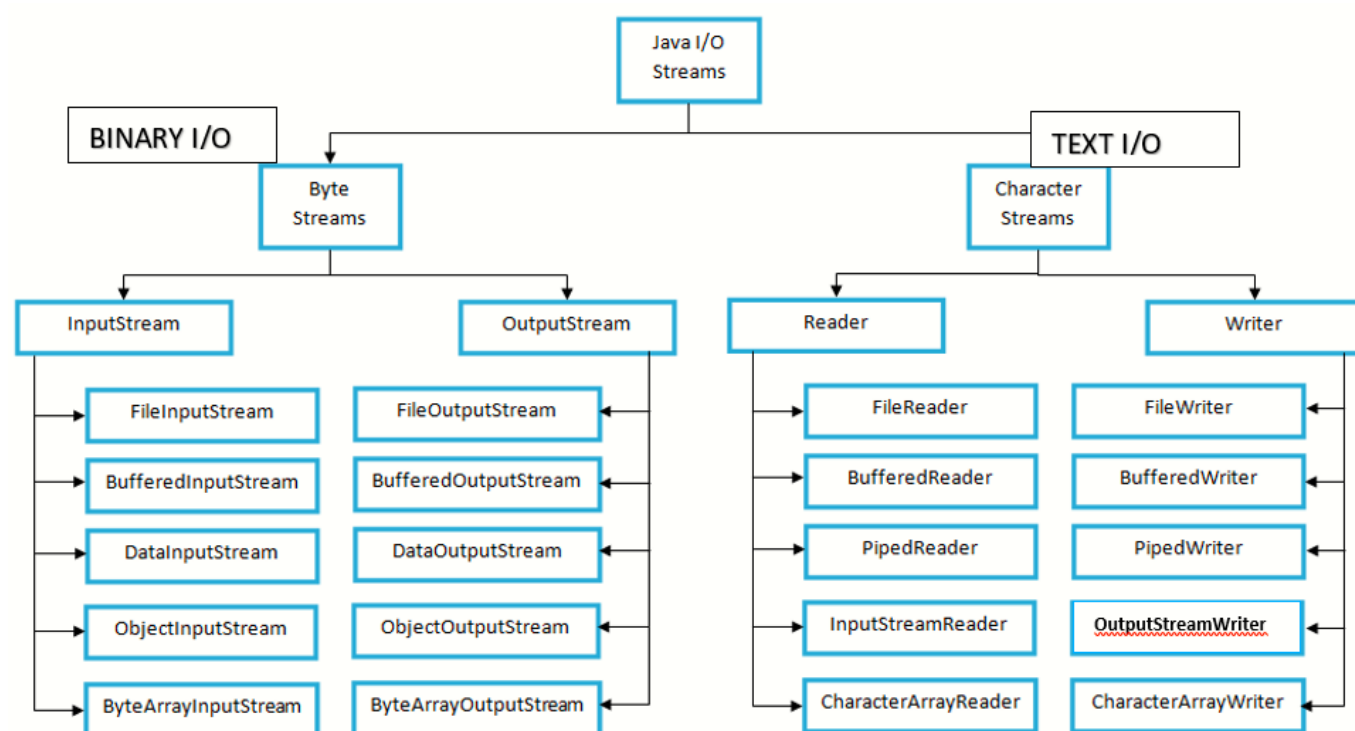 Java I/O
Streams
BINARY I/O
TEXT I/O
Byte
Streams
Character
Streams
InputStream
OutputStream
Reader
Writer
FileInputStream
FileOutputStream
FileReader
FileWriter
BufferedInputStream
BufferedOutputStream
BufferedReader
BufferedWriter
DataInputStream
DataOutputStream
PipedReader
PipedWriter
ObjectInputStream
ObjectOutputStream
InputStreamReader
OutputStreamWriter
ByteArrayInputStream
ByteArrayOutputStream
CharacterArrayReader
CharacterArrayWriter